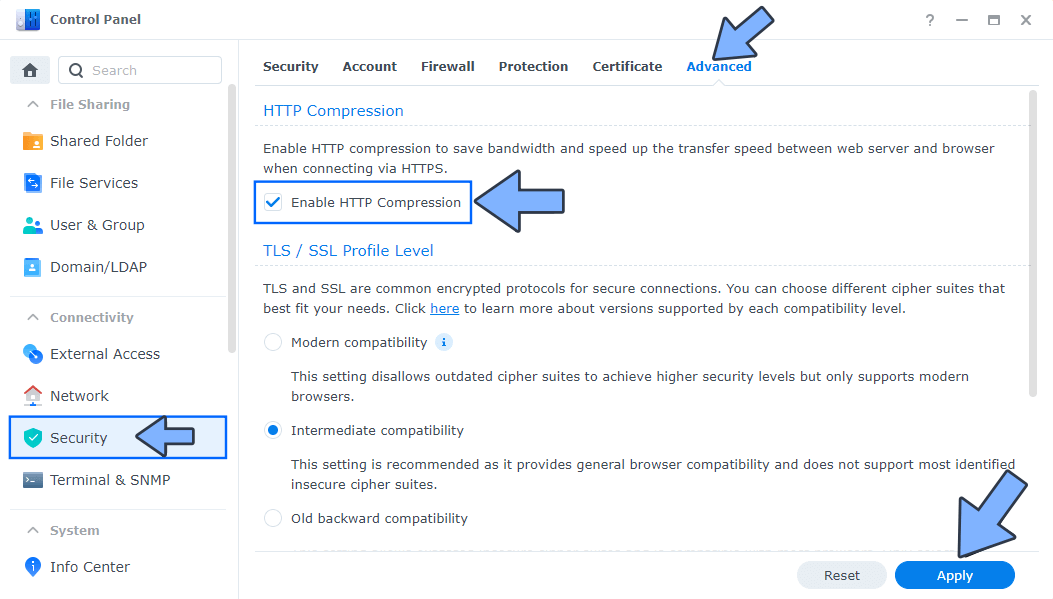 Control Panel
?
Search
File Sharing
Shared Folder
File Services
User & Group
Domain/LDAP
Connectivity
External Access
Network
Security
Terminal & SNMP
System
Info Center
Security Account Firewall Protection Certificate Advanced
HTTP Compression
Enable HTTP compression to save bandwidth and speed up the transfer speed between web server and browser
when connecting via HTTPS.
Enable HTTP Compression
TLS / SSL Profile Level
TLS and SSL are common encrypted protocols for secure connections. You can choose different cipher suites that
best fit your needs. Click here to learn more about versions supported by each compatibility level.
Modern compatibility i
This setting disallows outdated cipher suites to achieve higher security levels but only supports modern
browsers.
Intermediate compatibility
This setting is recommended as it provides general browser compatibility and does not support most identified
insecure cipher suites.
Old backward compatibility
Reset Apply